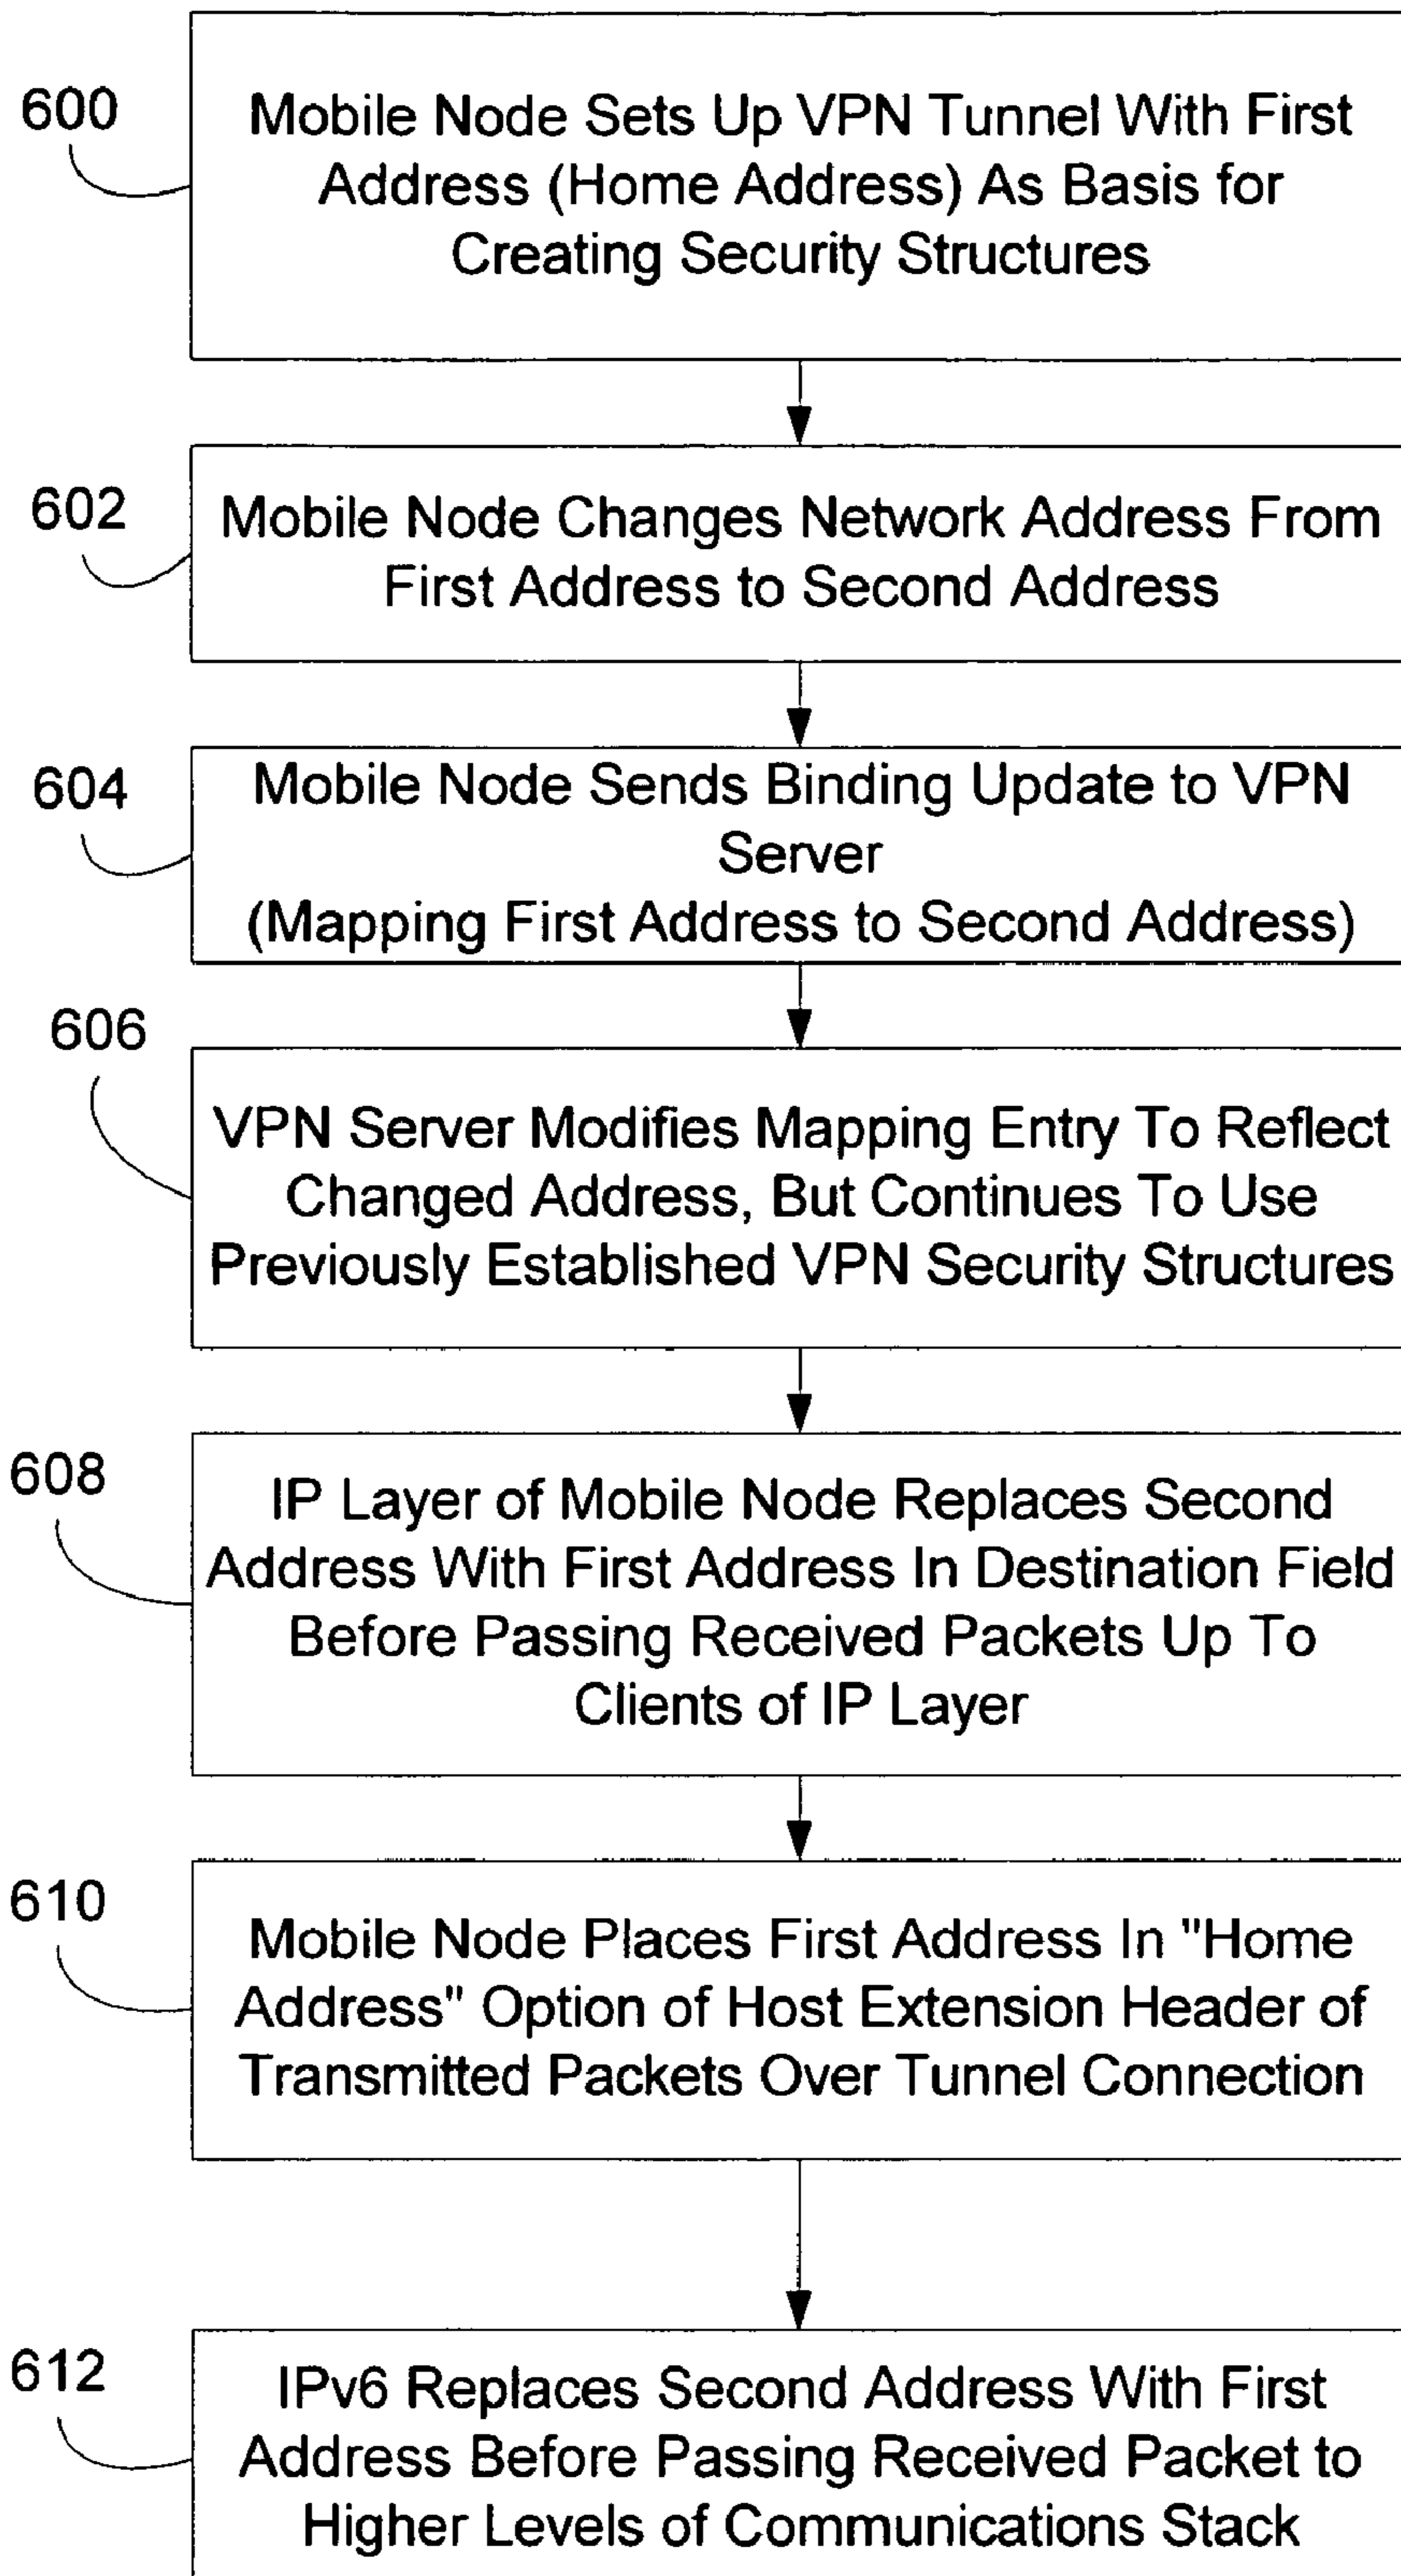 600
Mobile Node Sets Up VPN Tunnel With First
Address (Home Address) As Basis for
Creating Security Structures
602
Mobile Node Changes Network Address From
First Address to Second Address
604
Mobile Node Sends Binding Update to VPN
Server
(Mapping First Address to Second Address)
606
VPN Server Modifies Mapping Entry To Reflect
Changed Address, But Continues To Use
Previously Established VPN Security Structures
608
IP Layer of Mobile Node Replaces Second
Address With First Address In Destination Field
Before Passing Received Packets Up To
Clients of IP Layer
610
Mobile Node Places First Address In "Home
Address" Option of Host Extension Header of
Transmitted Packets Over Tunnel Connection
612
IPv6 Replaces Second Address With First
Address Before Passing Received Packet to
Higher Levels of Communications Stack